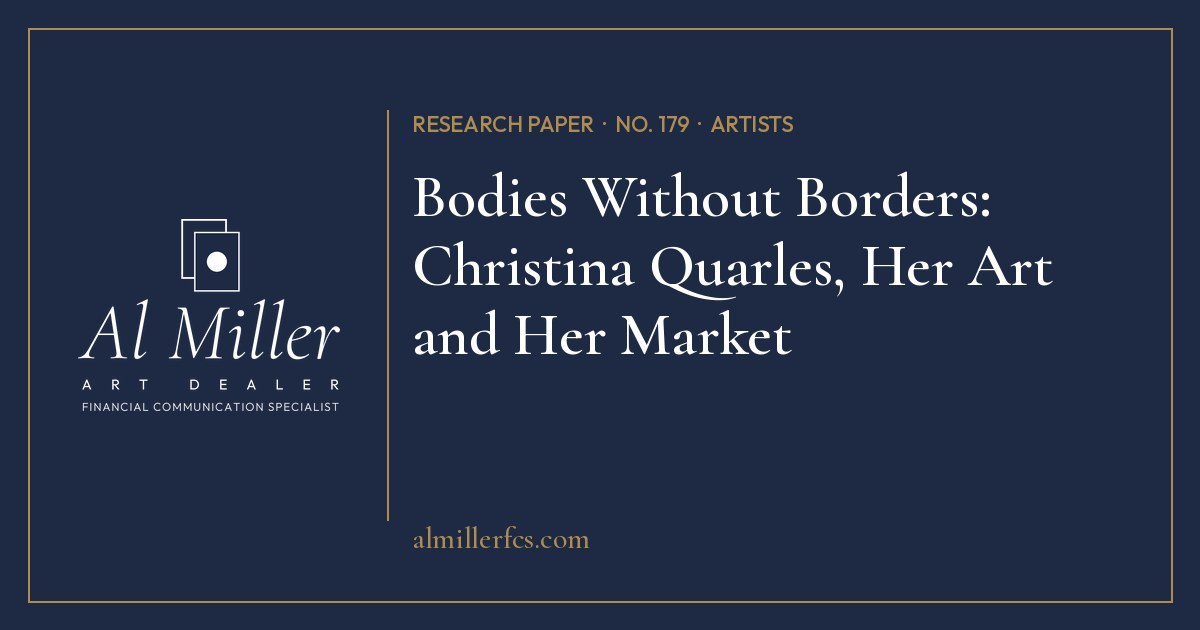 Al Miller
ART DEALER
FINANCIAL COMMUNICATION SPECIALIST
RESEARCH PAPER · NO. 179 · ARTISTS
Bodies Without Borders:
Christina Quarles, Her Art
and Her Market
almillerfcs.com